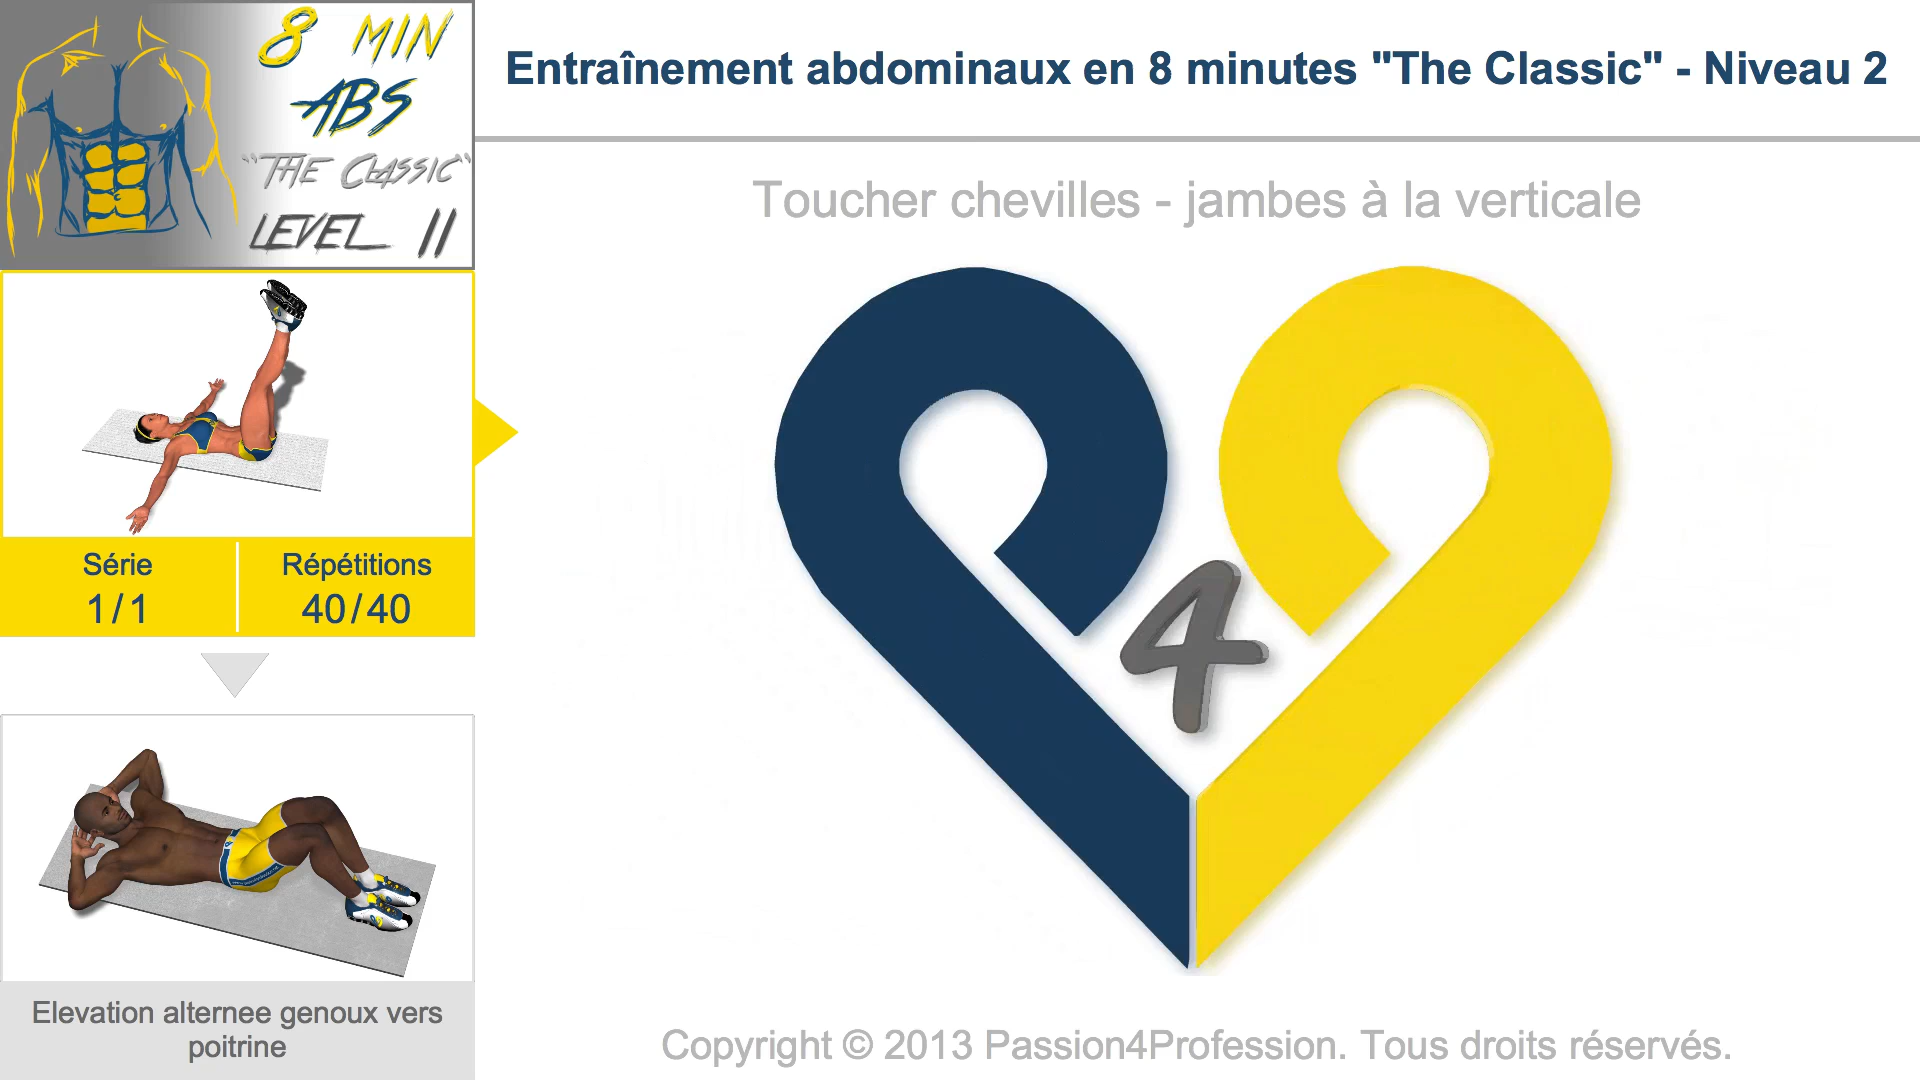 8 MIN
ABS
"THE CLASSIC"
LEVEL II
Entraînement abdominaux en 8 minutes "The Classic" - Niveau 2
Toucher chevilles - jambes à la verticale
Série
1/1
Répétitions
40/40
4
Elevation alternee genoux vers
poitrine
Copyright © 2013 Passion4Profession. Tous droits réservés.